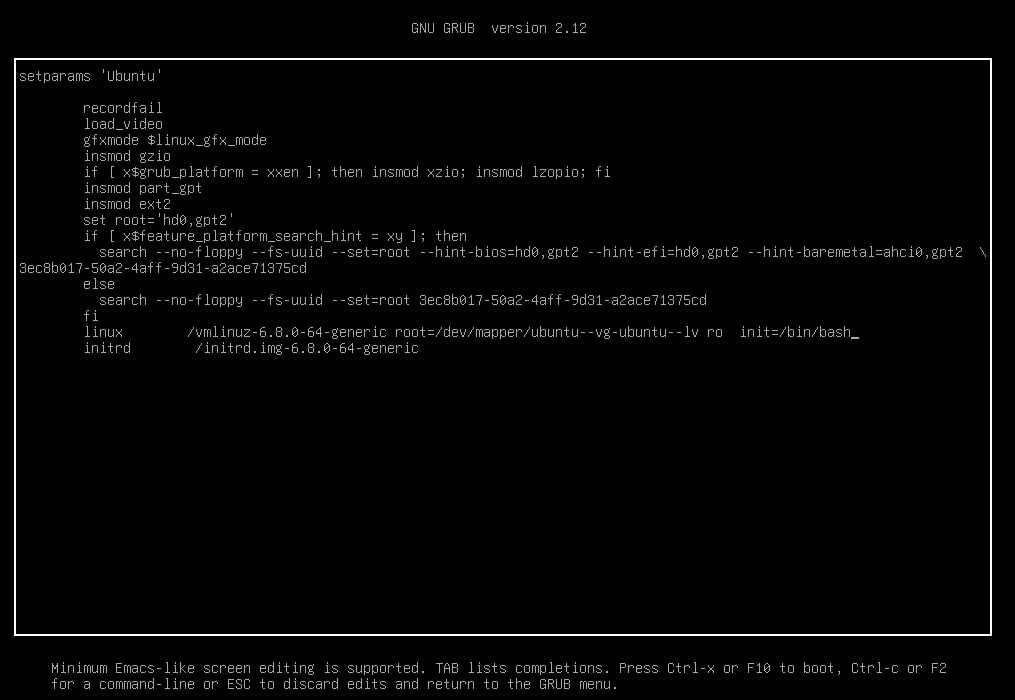 GNU GRUB  version 2.12
setparams 'Ubuntu'
        recordfail
        load_video
        gfxmode $linux_gfx_mode
        insmod gzio
        if [ x$grub_platform = xxen ]; then insmod xzio; insmod lzopio; fi
        insmod part_gpt
        insmod ext2
        set root='hd0,gpt2'
        if [ x$feature_platform_search_hint = xy ]; then
          search --no-floppy --fs-uuid --set=root --hint-bios=hd0,gpt2 --hint-efi=hd0,gpt2 --hint-baremetal=ahci0,gpt2  \
3ec8b017-50a2-4aff-9d31-a2ace71375cd
        else
          search --no-floppy --fs-uuid --set=root 3ec8b017-50a2-4aff-9d31-a2ace71375cd
        fi
        linux        /vmlinuz-6.8.0-64-generic root=/dev/mapper/ubuntu--vg-ubuntu--lv ro  init=/bin/bash_
        initrd        /initrd.img-6.8.0-64-generic
Minimum Emacs-like screen editing is supported. TAB lists completions. Press Ctrl-x or F10 to boot, Ctrl-c or F2
for a command-line or ESC to discard edits and return to the GRUB menu.